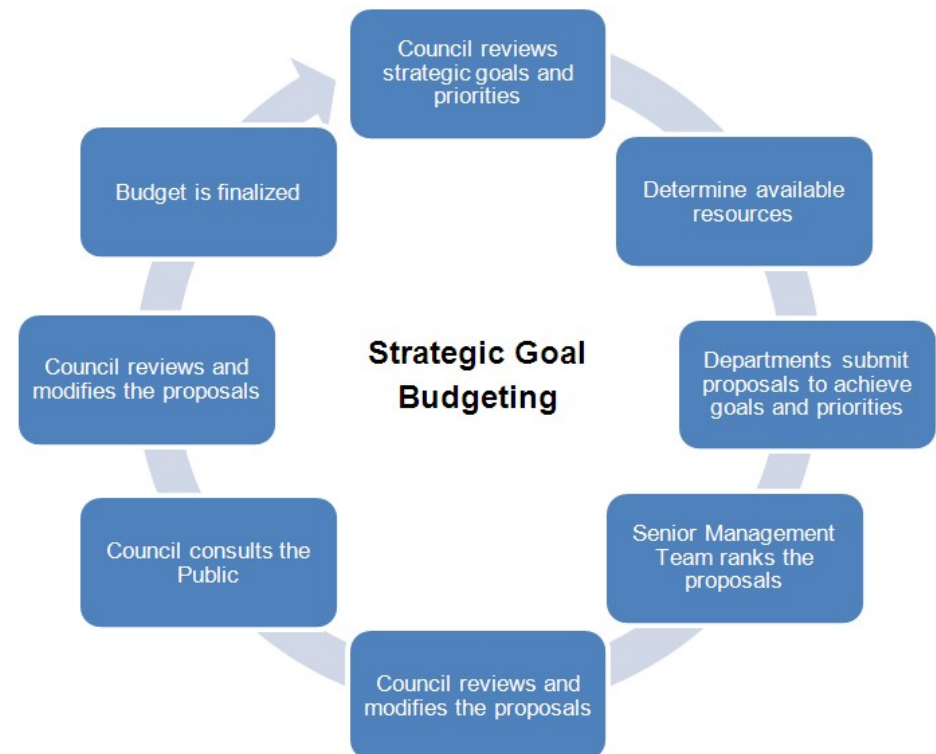 Council reviews
strategic goals and
priorities
Determine available
resources
Departments submit
proposals to achieve
goals and priorities
Senior Management
Team ranks the
proposals
Council reviews and
modifies the proposals
Council consults the
Public
Council reviews and
modifies the proposals
Budget is finalized
Strategic Goal
Budgeting